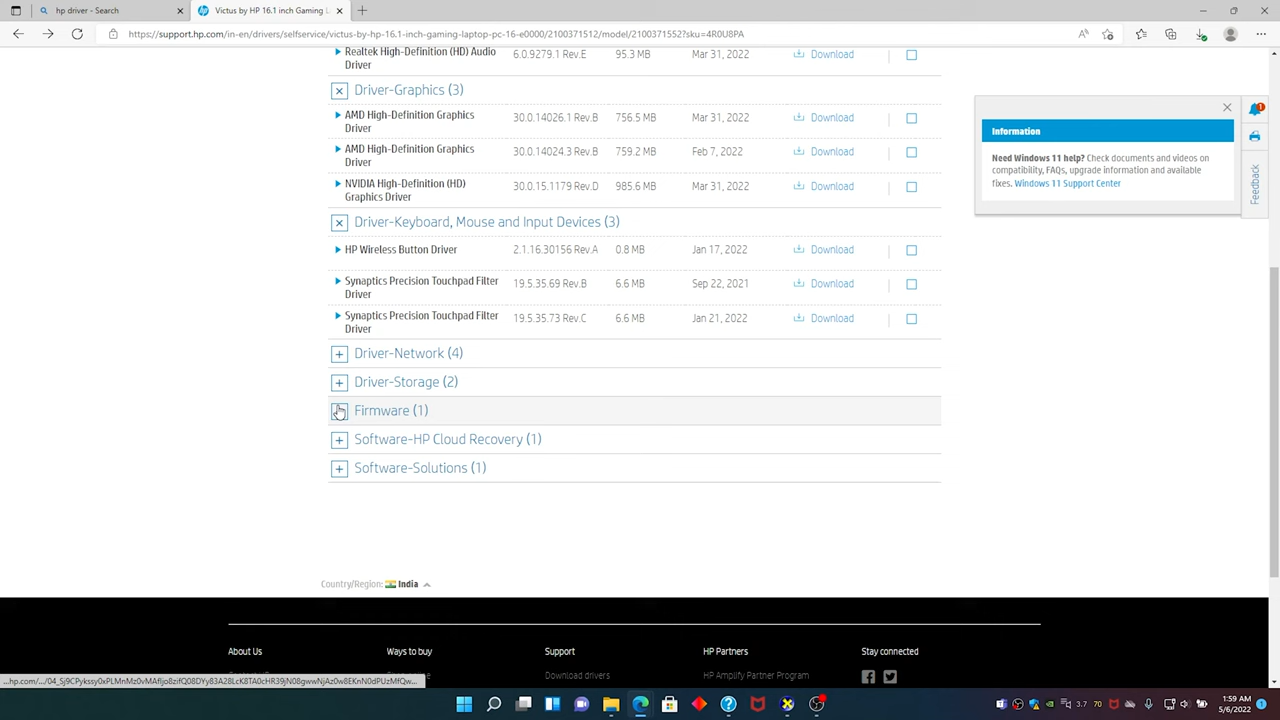 hp driver - Search
Victus by HP 16.1 inch Gaming L
https://support.hp.com/in-en/drivers/selfservice/victus-by-hp-16.1-inch-gaming-laptop-pc-16-e0000/2100371512/model/2100371552?sku=4R0U8PA
Realtek High-Definition (HD) Audio Driver 6.0.9279.1 Rev.E 95.3 MB Mar 31, 2022 Download
Driver-Graphics (3)
AMD High-Definition Graphics Driver 30.0.14026.1 Rev.B 756.5 MB Mar 31, 2022 Download
AMD High-Definition Graphics Driver 30.0.14024.3 Rev.B 759.2 MB Feb 7, 2022 Download
NVIDIA High-Definition (HD) Graphics Driver 30.0.15.1179 Rev.D 985.6 MB Mar 31, 2022 Download
Driver-Keyboard, Mouse and Input Devices (3)
HP Wireless Button Driver 2.1.16.30156 Rev.A 0.8 MB Jan 17, 2022 Download
Synaptics Precision Touchpad Filter Driver 19.5.35.69 Rev.B 6.6 MB Sep 22, 2021 Download
Synaptics Precision Touchpad Filter Driver 19.5.35.73 Rev.C 6.6 MB Jan 21, 2022 Download
Driver-Network (4)
Driver-Storage (2)
Firmware (1)
Software-HP Cloud Recovery (1)
Software-Solutions (1)
Information
Need Windows 11 help? Check documents and videos on
compatibility, FAQs, upgrade information and available
fixes. Windows 11 Support Center
1
Feedback
Country/Region: India
About Us Ways to buy Support HP Partners Stay connected
Download drivers HP Amplify Partner Program
70
1:59 AM
5/6/2022